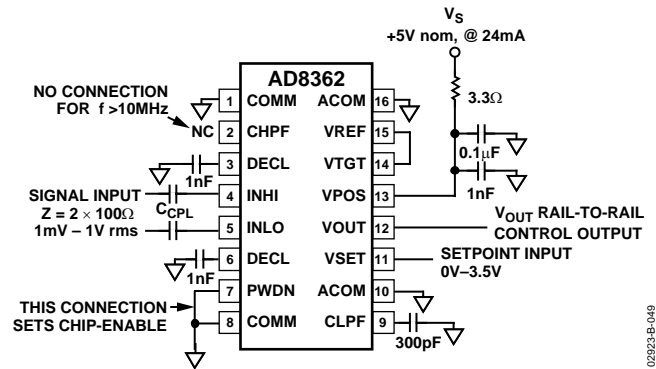 V_S
+5V nom, @ 24mA
AD8362
NO CONNECTION
FOR f >10MHz
NC
3.3Ω
1 COMM ACOM 16
2 CHPF VREF 15
3 DECL VTGT 14
1nF
0.1μF
1nF
SIGNAL INPUT
Z = 2 × 100Ω
1mV – 1V rms
C_CPL
4 INHI VPOS 13
5 INLO VOUT 12
V_OUT RAIL-TO-RAIL
CONTROL OUTPUT
6 DECL VSET 11
SETPOINT INPUT
0V–3.5V
1nF
THIS CONNECTION
SETS CHIP-ENABLE
7 PWDN ACOM 10
8 COMM CLPF 9
300pF
02923-B-049